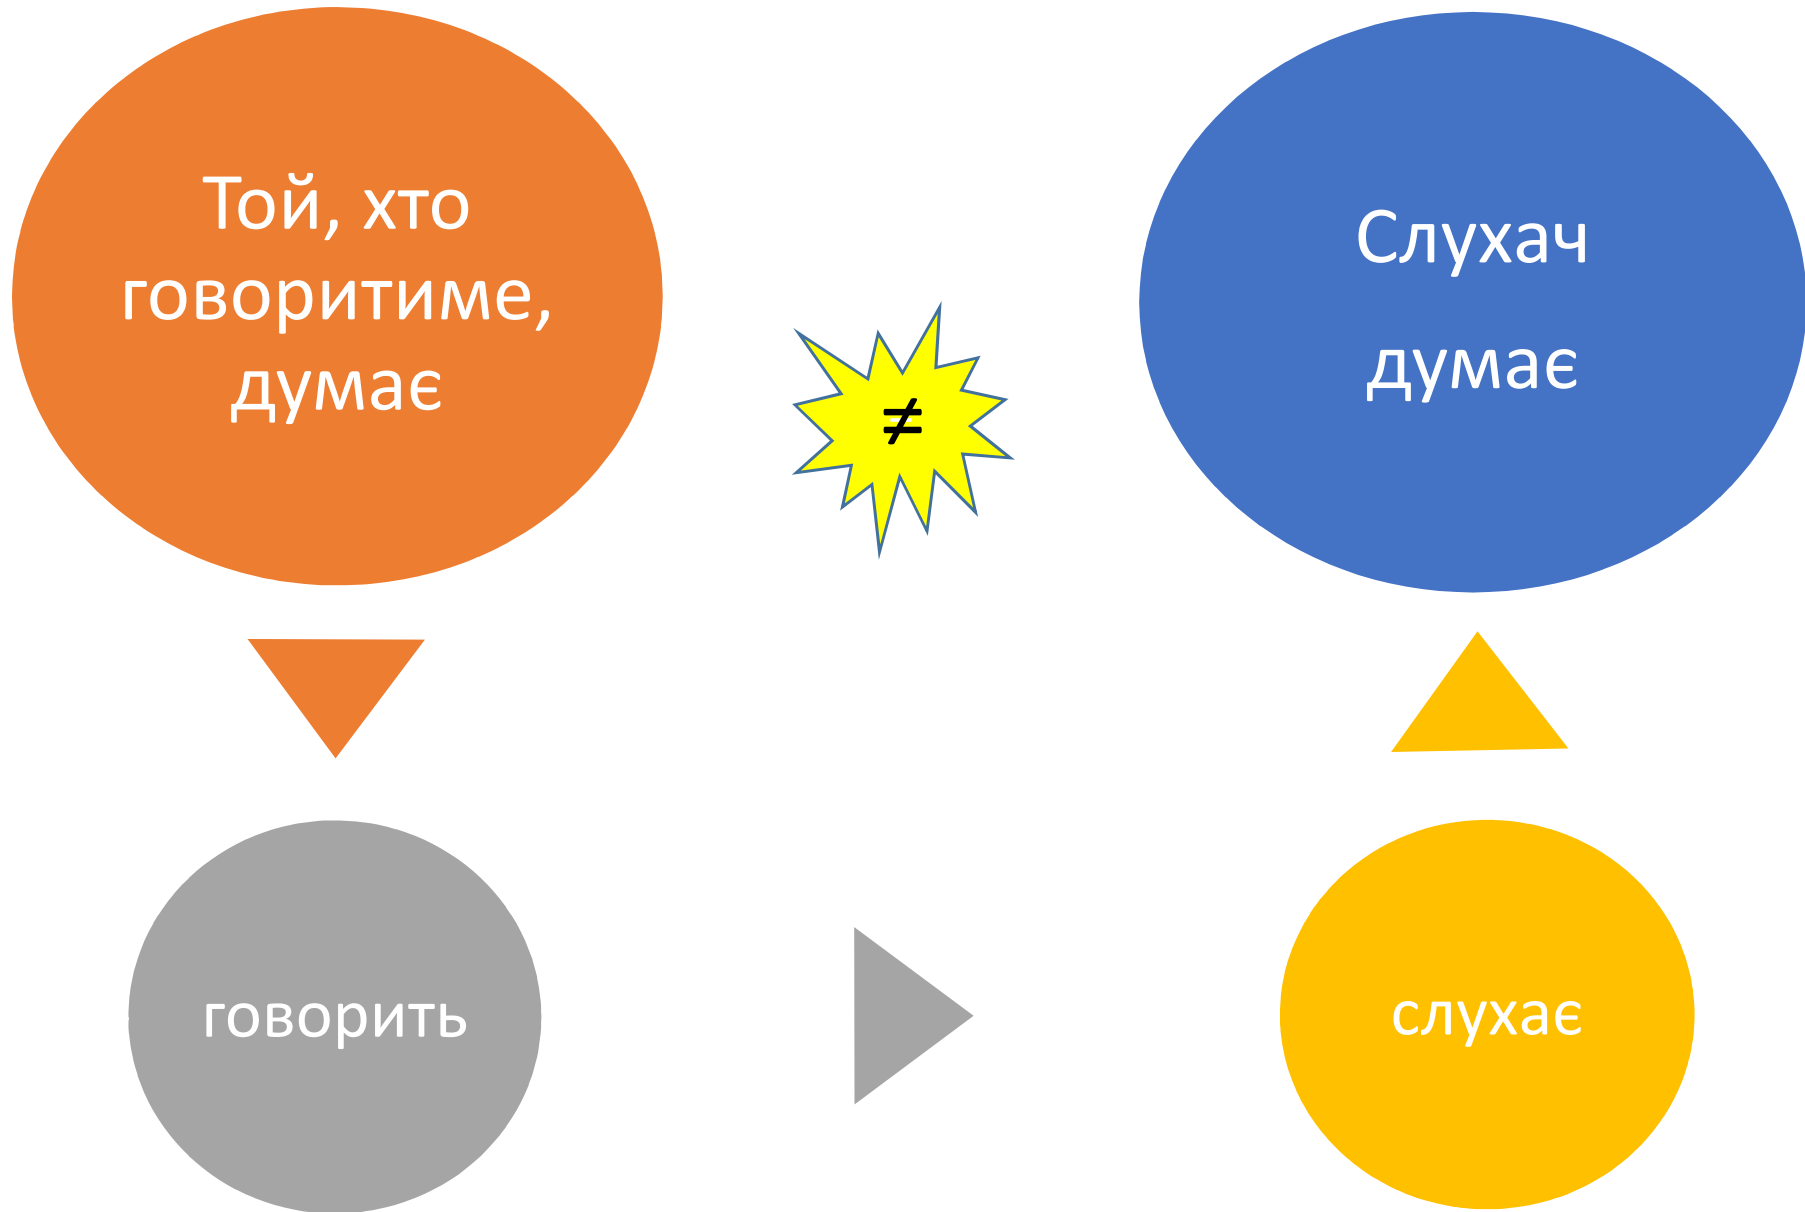 Той, хто
говоритиме,
думає
≠
Слухач
думає
говорить
слухає